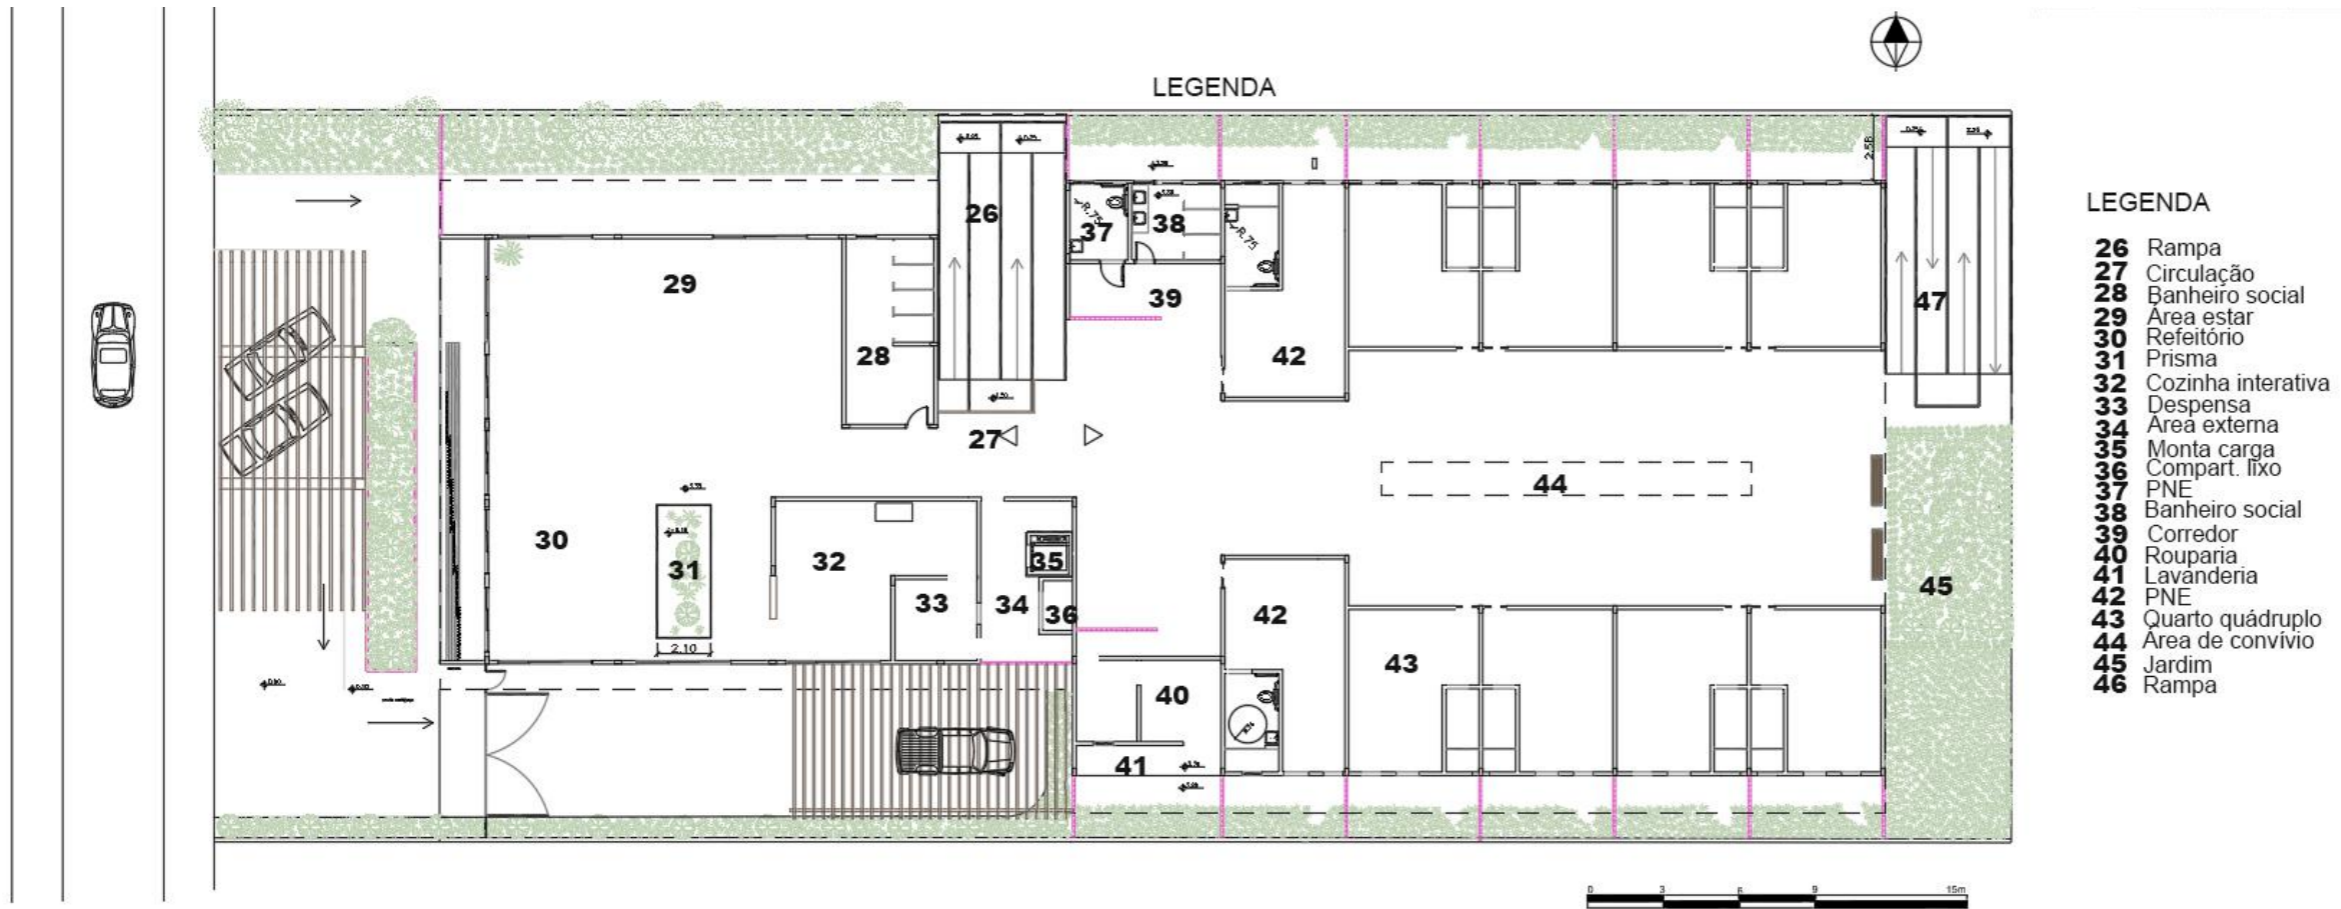 LEGENDA
2.58
26
37
R.75
38
R.75
39
29
28
42
47
27
44
30
31
32
33
34
35
36
45
42
43
40
41
2.10
LEGENDA
26 Rampa
27 Circulação
28 Banheiro social
29 Área estar
30 Refeitório
31 Prisma
32 Cozinha interativa
33 Despensa
34 Área externa
35 Monta carga
36 Compart. lixo
37 PNE
38 Banheiro social
39 Corredor
40 Rouparia
41 Lavanderia
42 PNE
43 Quarto quádruplo
44 Área de convívio
45 Jardim
46 Rampa
0 3 6 9 15m